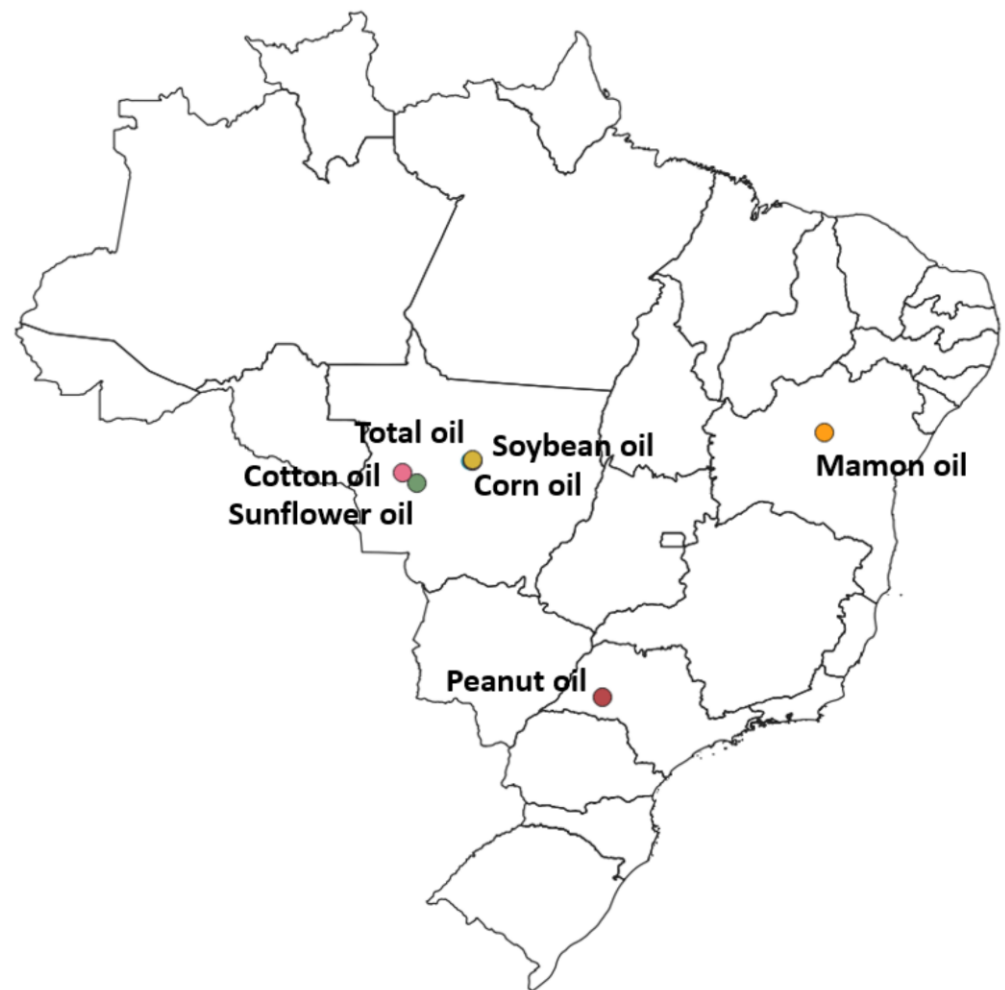 Total oil
Soybean oil
Cotton oil
Corn oil
Mamon oil
Sunflower oil
Peanut oil